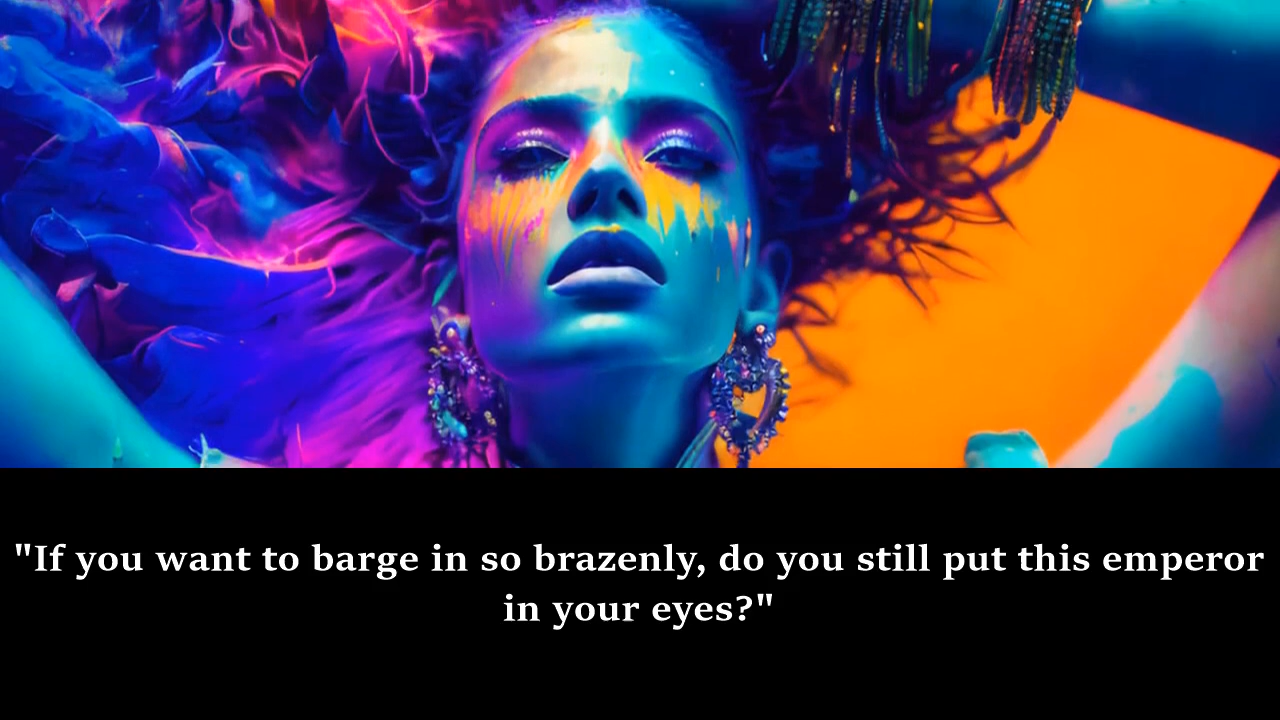 "If you want to barge in so brazenly, do you still put this emperor
in your eyes?"